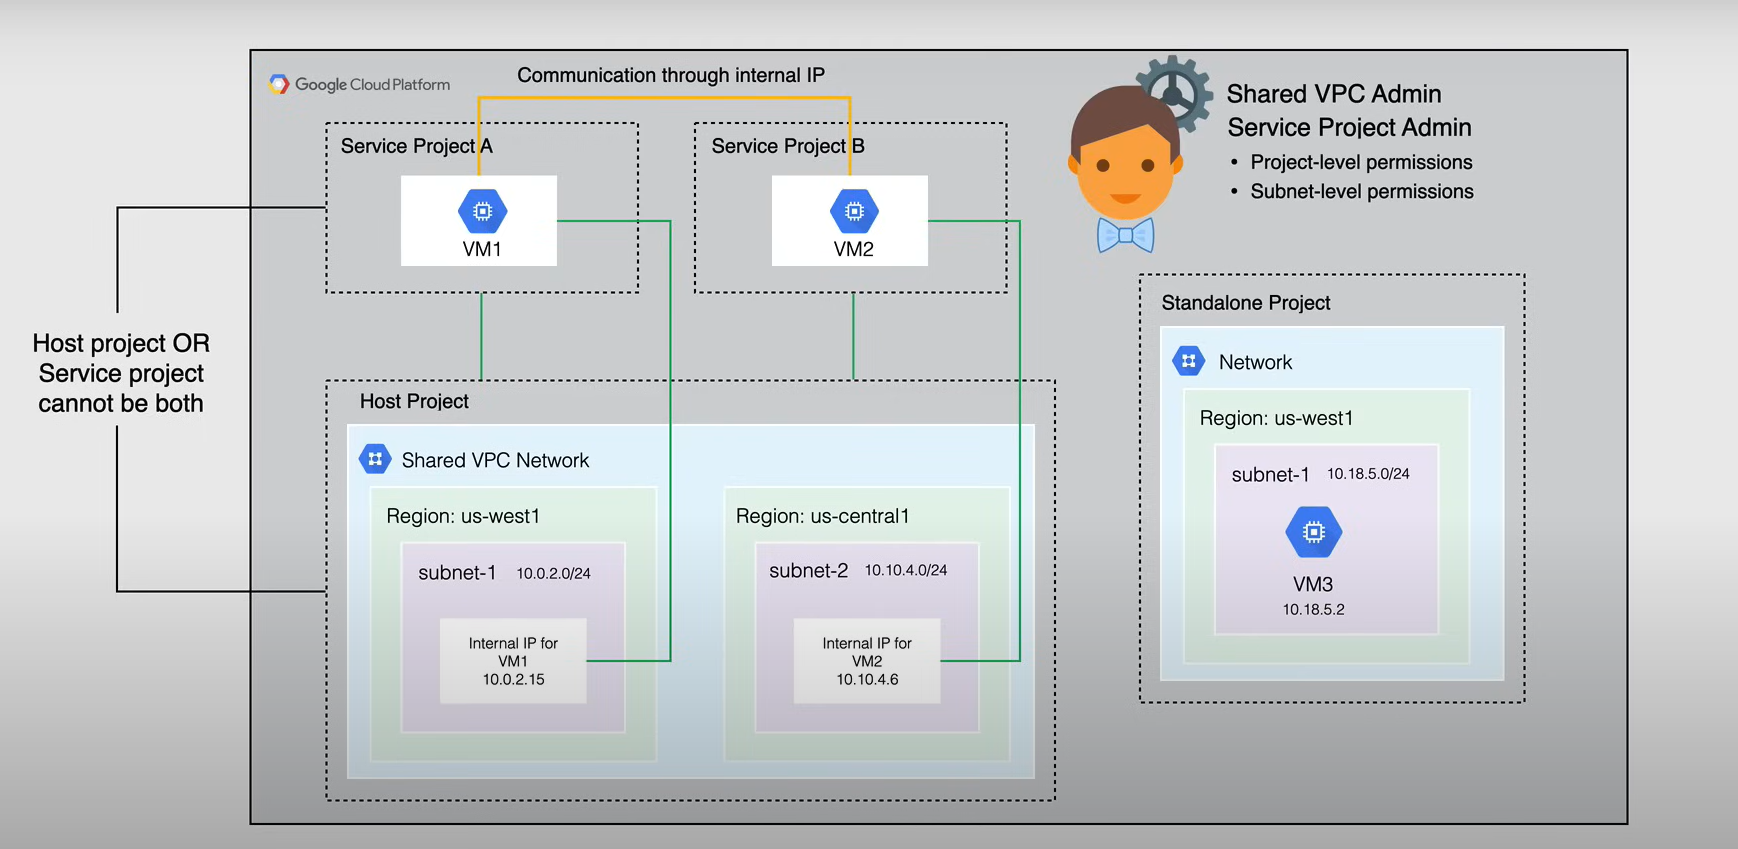 Google Cloud Platform
Communication through internal IP
Service Project A
VM1
Service Project B
VM2
Shared VPC Admin
Service Project Admin
• Project-level permissions
• Subnet-level permissions
Host project OR
Service project
cannot be both
Host Project
Shared VPC Network
Region: us-west1
subnet-1 10.0.2.0/24
Internal IP for
VM1
10.0.2.15
Region: us-central1
subnet-2 10.10.4.0/24
Internal IP for
VM2
10.10.4.6
Standalone Project
Network
Region: us-west1
subnet-1 10.18.5.0/24
VM3
10.18.5.2